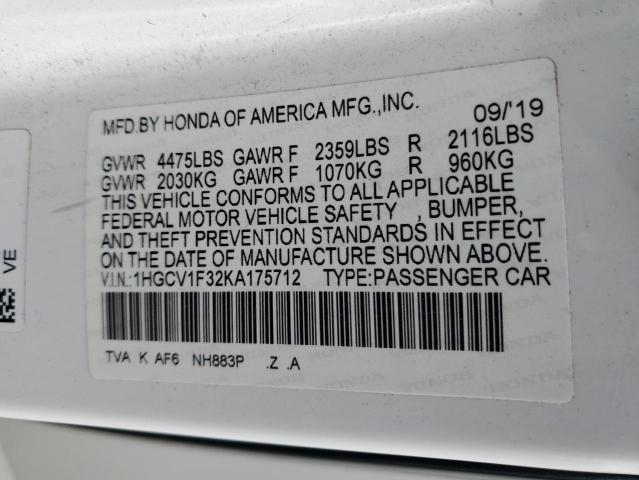 MFD.BY HONDA OF AMERICA MFG.,INC. 09/'19
GVWR 4475LBS GAWR F 2359LBS R 2116LBS
GVWR 2030KG GAWR F 1070KG R 960KG
THIS VEHICLE CONFORMS TO ALL APPLICABLE
FEDERAL MOTOR VEHICLE SAFETY , BUMPER,
AND THEFT PREVENTION STANDARDS IN EFFECT
ON THE DATE OF MANUFACTURE SHOWN ABOVE.
V.I.N.:1HGCV1F32KA175712 TYPE:PASSENGER CAR
TVA K AF6 NH883P .Z .A
VE